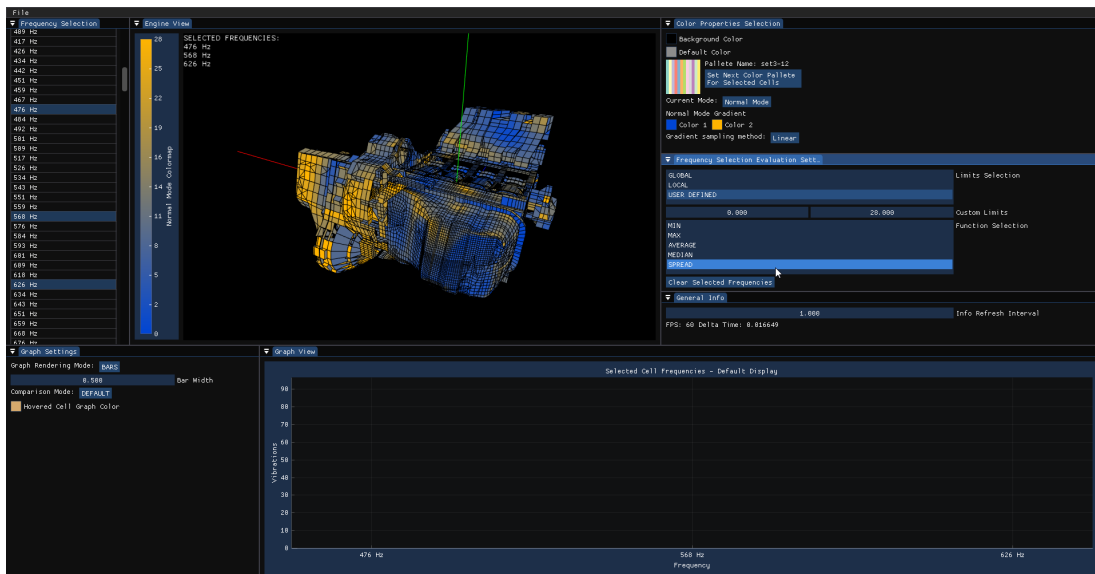 File
Frequency Selection
409 Hz
417 Hz
426 Hz
434 Hz
442 Hz
451 Hz
459 Hz
467 Hz
476 Hz
484 Hz
492 Hz
501 Hz
509 Hz
517 Hz
526 Hz
534 Hz
543 Hz
551 Hz
559 Hz
568 Hz
576 Hz
584 Hz
593 Hz
601 Hz
609 Hz
618 Hz
626 Hz
634 Hz
643 Hz
651 Hz
659 Hz
668 Hz
676 Hz
Engine View
28
25
22
19
16
14
11
8
5
2
0
Normal Mode Colormap
SELECTED FREQUENCIES:
476 Hz
568 Hz
626 Hz
Color Properties Selection
Background Color
Default Color
Pallete Name: set3-12
Set Next Color Pallete
For Selected Cells
Current Mode: Normal Mode
Normal Mode Gradient
Color 1 Color 2
Gradient sampling method: Linear
Frequency Selection Evaluation Sett.
GLOBAL
LOCAL
USER DEFINED
Limits Selection
0.000 28.000 Custom Limits
MIN
MAX
AVERAGE
MEDIAN
SPREAD
Function Selection
Clear Selected Frequencies
General Info
1.000 Info Refresh Interval
FPS: 60 Delta Time: 0.016649
Graph Settings
Graph Rendering Mode: BARS
0.500 Bar Width
Comparison Mode: DEFAULT
Hovered Cell Graph Color
Graph View
Selected Cell Frequencies - Default Display
90
80
70
60
50
40
30
20
10
0
Vibrations
476 Hz 568 Hz 626 Hz
Frequency